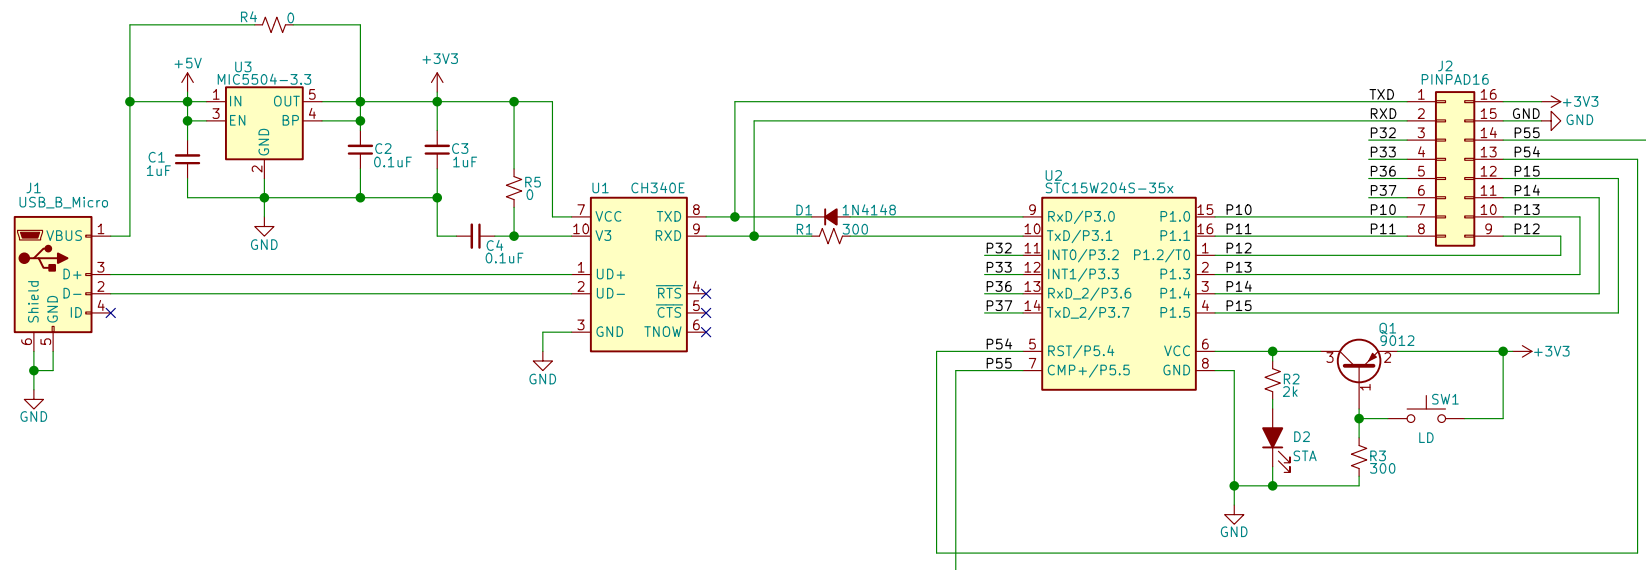 R4 0
+5V
U3
MIC5504-3.3
1 IN OUT 5
3 EN BP 4
GND
2
+3V3
C1
1uF
C2
0.1uF
C3
1uF
R5
0
GND
C4
0.1uF
J1
USB_B_Micro
VBUS 1
D+ 3
D- 2
ID 4
Shield
GND
6 5
GND
U1 CH340E
7 VCC TXD 8
10 V3 RXD 9
1 UD+
2 UD- RTS 4
CTS 5
3 GND TNOW 6
GND
D1 1N4148
R1 300
U2
STC15W204S-35x
9 RxD/P3.0 P1.0 15 P10
10 TxD/P3.1 P1.1 16 P11
P32 11 INT0/P3.2 P1.2/T0 1 P12
P33 12 INT1/P3.3 P1.3 2 P13
P36 13 RxD_2/P3.6 P1.4 3 P14
P37 14 TxD_2/P3.7 P1.5 4 P15
P54 5 RST/P5.4 VCC 6
P55 7 CMP+/P5.5 GND 8
J2
PINPAD16
TXD 1 16 +3V3
RXD 2 15 GND GND
P32 3 14 P55
P33 4 13 P54
P36 5 12 P15
P37 6 11 P14
P10 7 10 P13
P11 8 9 P12
Q1
9012
3 2
1
+3V3
R2
2k
SW1
LD
D2
STA
R3
300
GND